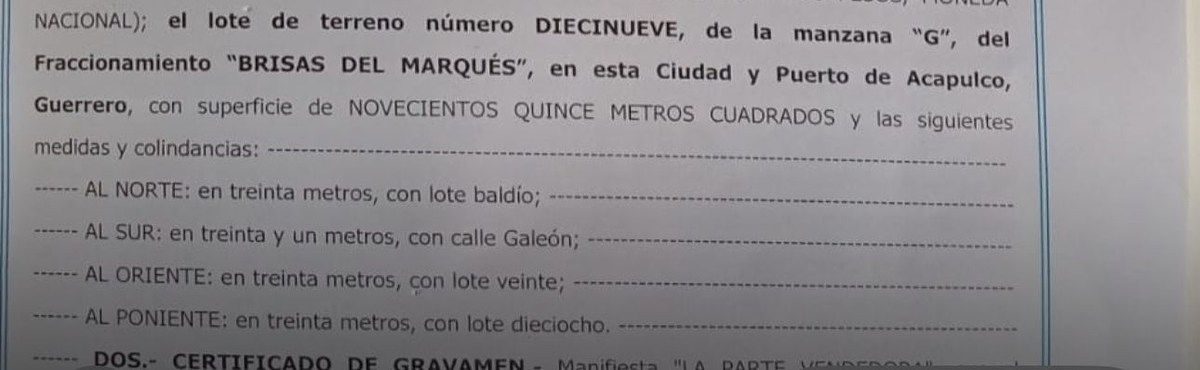 NACIONAL); el lote de terreno número DIECINUEVE, de la manzana “G”, del
Fraccionamiento “BRISAS DEL MARQUÉS”, en esta Ciudad y Puerto de Acapulco,
Guerrero, con superficie de NOVECIENTOS QUINCE METROS CUADRADOS y las siguientes
medidas y colindancias: ------------------------------------------------------------
------ AL NORTE: en treinta metros, con lote baldío; ------------------------------------
------ AL SUR: en treinta y un metros, con calle Galeón; --------------------------------
------ AL ORIENTE: en treinta metros, con lote veinte; ----------------------------------
------ AL PONIENTE: en treinta metros, con lote dieciocho. ------------------------------
------ DOS.- CERTIFICADO DE GRAVAMEN.- Manifiesta "LA PARTE VENDEDORA"